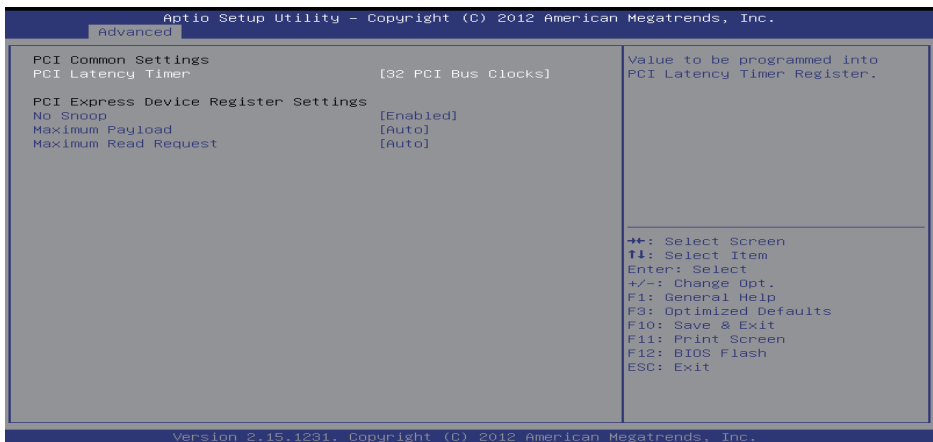 Aptio Setup Utility – Copyright (C) 2012 American Megatrends, Inc.
Advanced
PCI Common Settings
PCI Latency Timer [32 PCI Bus Clocks]
PCI Express Device Register Settings
No Snoop [Enabled]
Maximum Payload [Auto]
Maximum Read Request [Auto]
Value to be programmed into
PCI Latency Timer Register.
→←: Select Screen
↑↓: Select Item
Enter: Select
+/-: Change Opt.
F1: General Help
F3: Optimized Defaults
F10: Save & Exit
F11: Print Screen
F12: BIOS Flash
ESC: Exit
Version 2.15.1231. Copyright (C) 2012 American Megatrends, Inc.